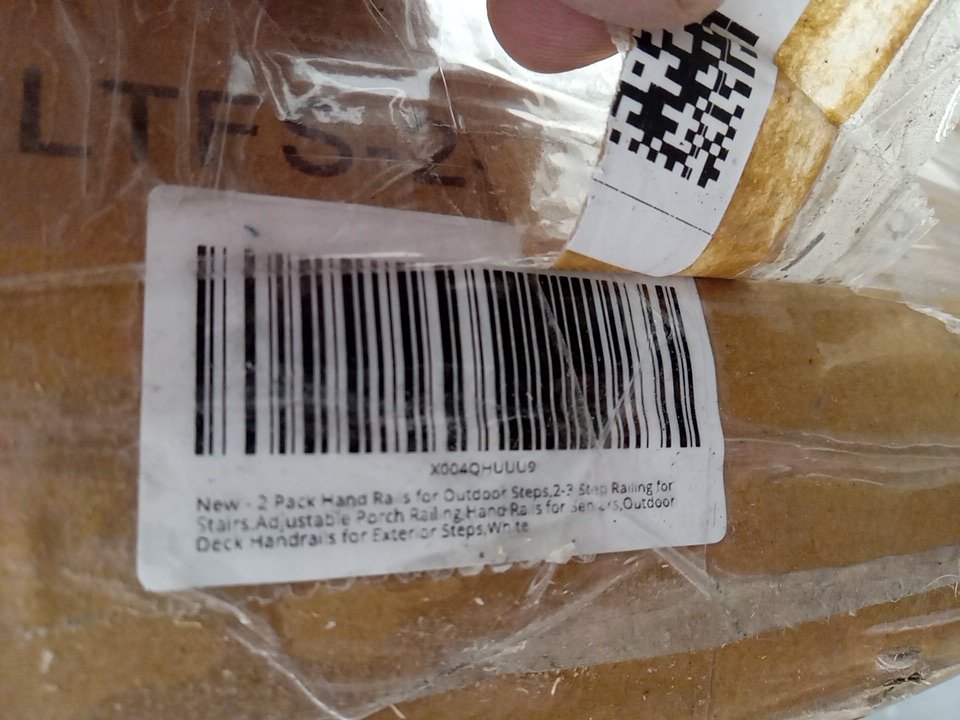 LTFS-2
X004QHUUU9
New - 2 Pack Hand Rails for Outdoor Steps,2-3 Step Railing for
Stairs,Adjustable Porch Railing,Hand Rails for Seniors,Outdoor
Deck Handrails for Exterior Steps,White